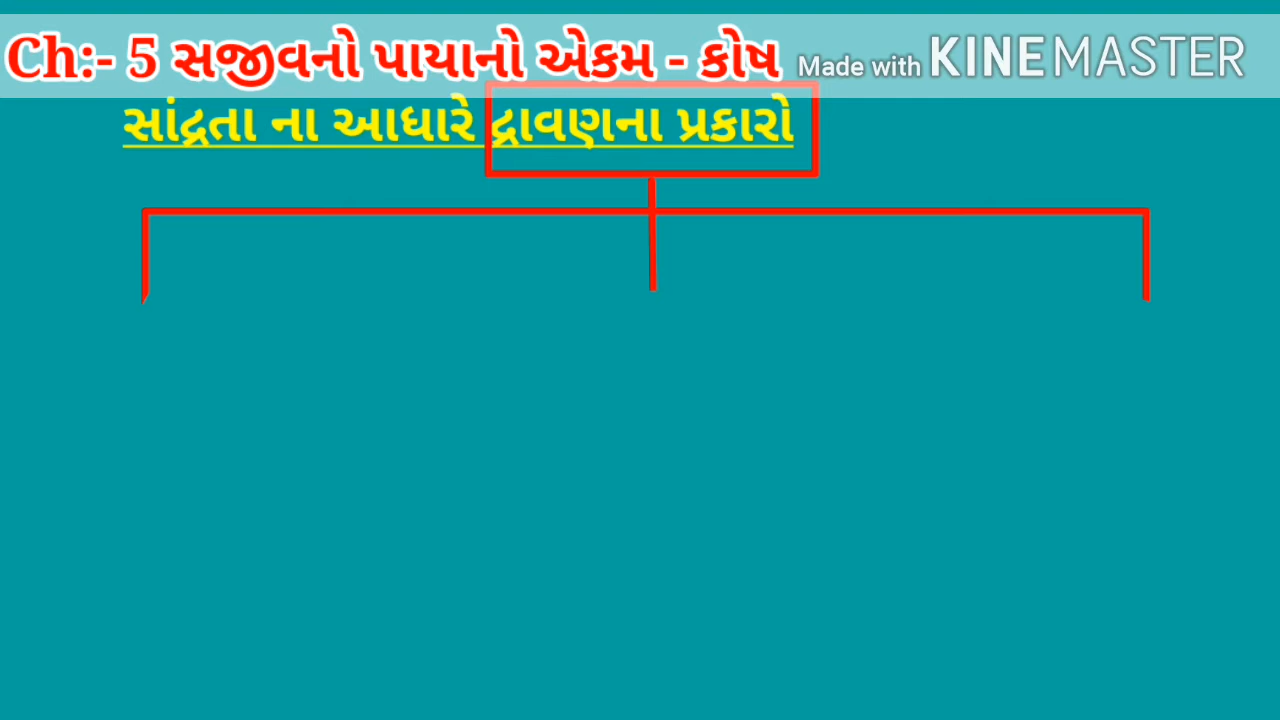 Ch:- 5 સજીવનો પાયાનો એકમ - કોષ Made with KINEMASTER
સાંદ્રતા ના આધારે દ્રાવણના પ્રકારો